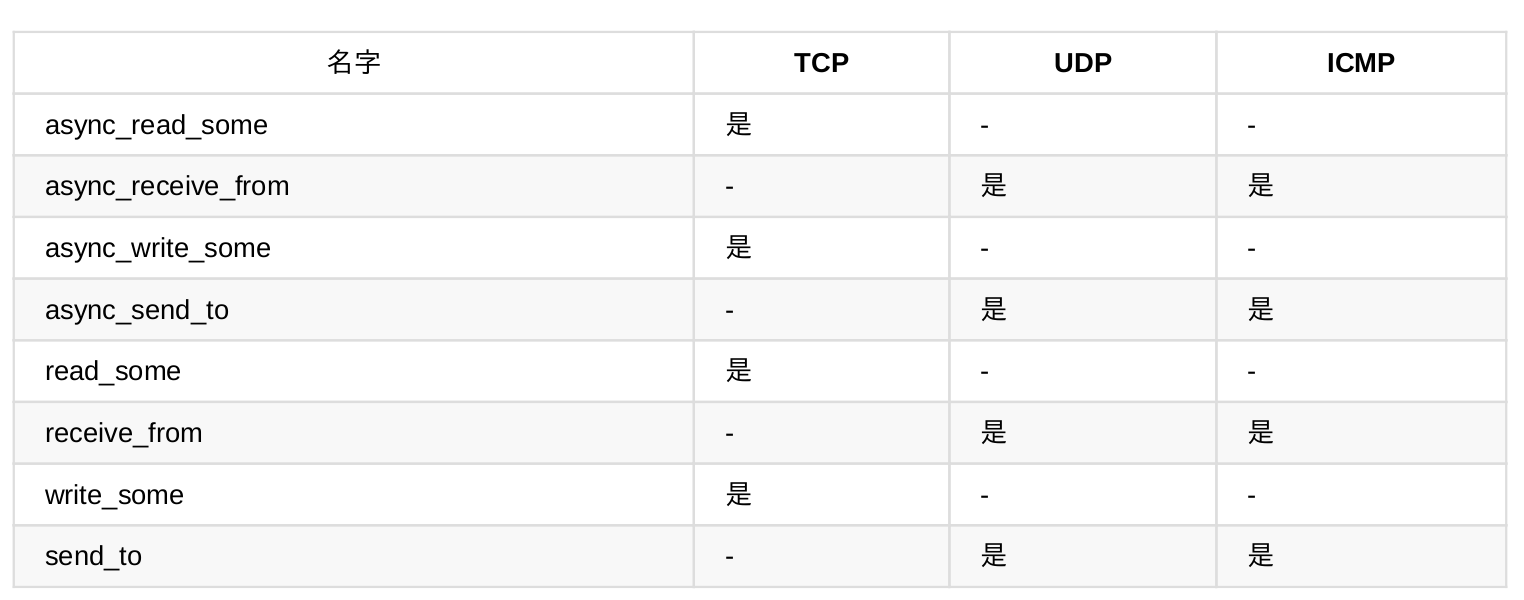 名字 TCP UDP ICMP
async_read_some 是 - -
async_receive_from - 是 是
async_write_some 是 - -
async_send_to - 是 是
read_some 是 - -
receive_from - 是 是
write_some 是 - -
send_to - 是 是